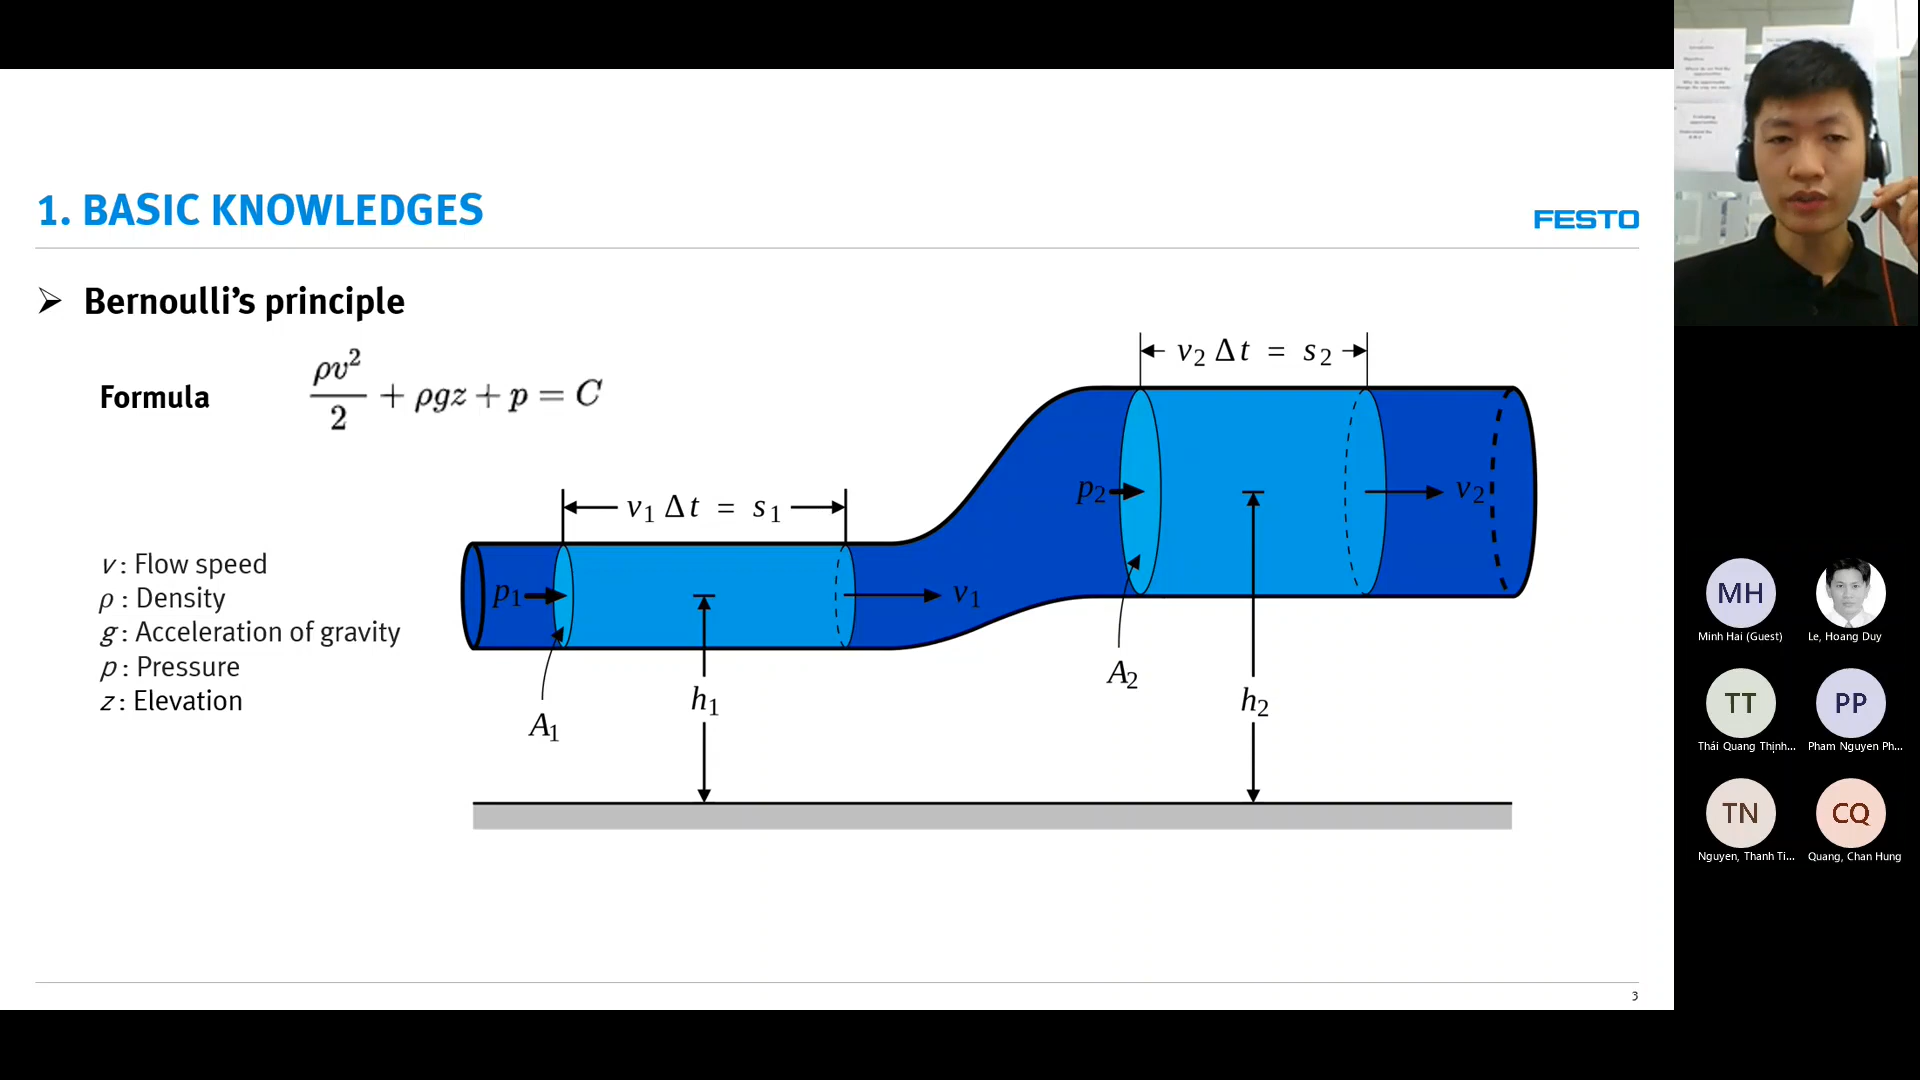 1. BASIC KNOWLEDGES
FESTO
➢ Bernoulli’s principle
Formula
ρv²/2 + ρgz + p = C
v : Flow speed
ρ : Density
g : Acceleration of gravity
p : Pressure
z : Elevation
v₁ Δt = s₁
p₁
v₁
A₁
h₁
v₂ Δt = s₂
p₂
v₂
A₂
h₂
3
MH
Minh Hai (Guest)
Le, Hoang Duy
TT
Thái Quang Thịnh...
PP
Pham Nguyen Ph...
TN
Nguyen, Thanh Ti...
CQ
Quang, Chan Hung